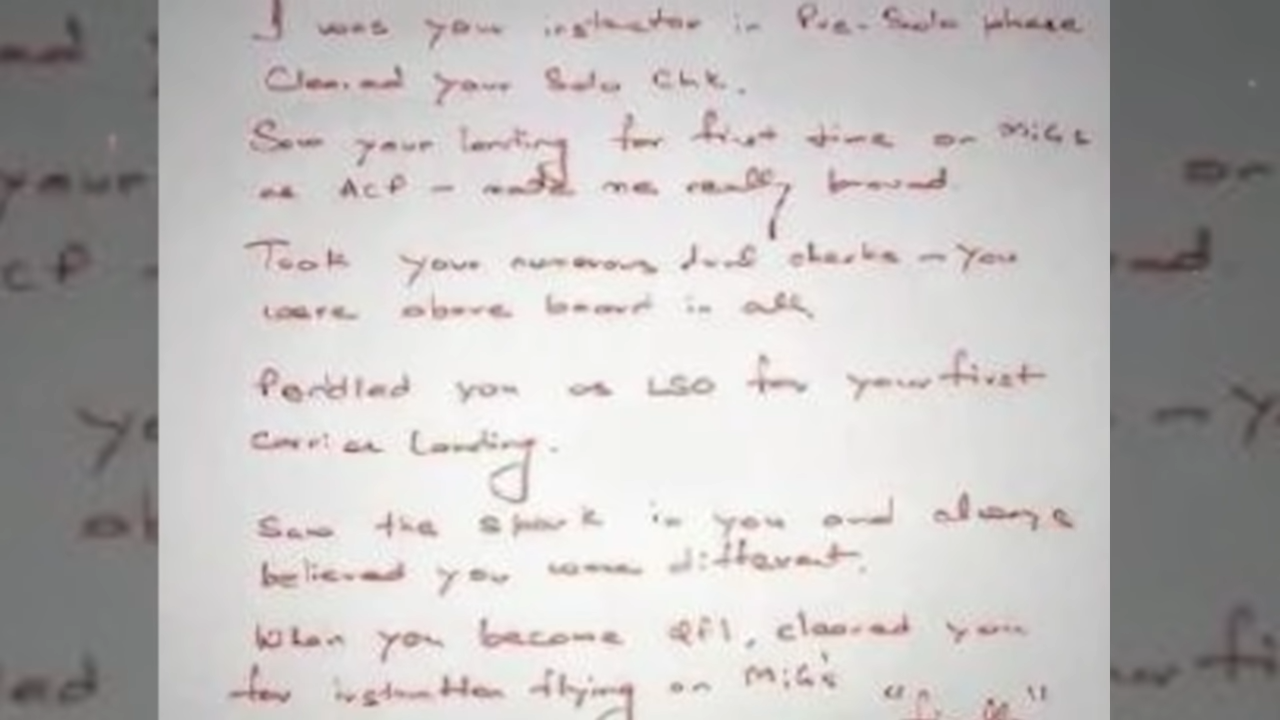 I was your instructor in Pre-Solo phase
Cleared your Solo Chk.
Saw your landing for first time on MiGs
as ACP - made me really proud
Took your numerous dual checks - You
were above board in all.
Peddled you as LSO for your first
carrier landing.
Saw the spark in you and always
believed you were different.
When you became QFI, cleared you
for instruction flying on MiG's